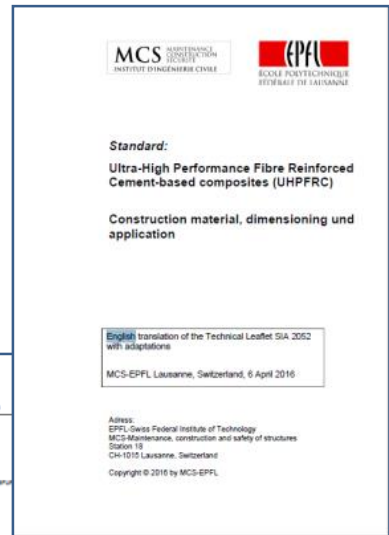 MCS MAINTENANCE
CONSTRUCTION
SÉCURITÉ
INSTITUT D'INGÉNIERIE CIVILE
EPFL
ÉCOLE POLYTECHNIQUE
FÉDÉRALE DE LAUSANNE
Standard:
Ultra-High Performance Fibre Reinforced
Cement-based composites (UHPFRC)
Construction material, dimensioning und
application
English translation of the Technical Leaflet SIA 2052
with adaptations
MCS-EPFL Lausanne, Switzerland, 6 April 2016
Adress:
EPFL-Swiss Federal Institute of Technology
MCS-Maintenance, construction and safety of structures
Station 18
CH-1015 Lausanne, Switzerland
Copyright © 2016 by MCS-EPFL